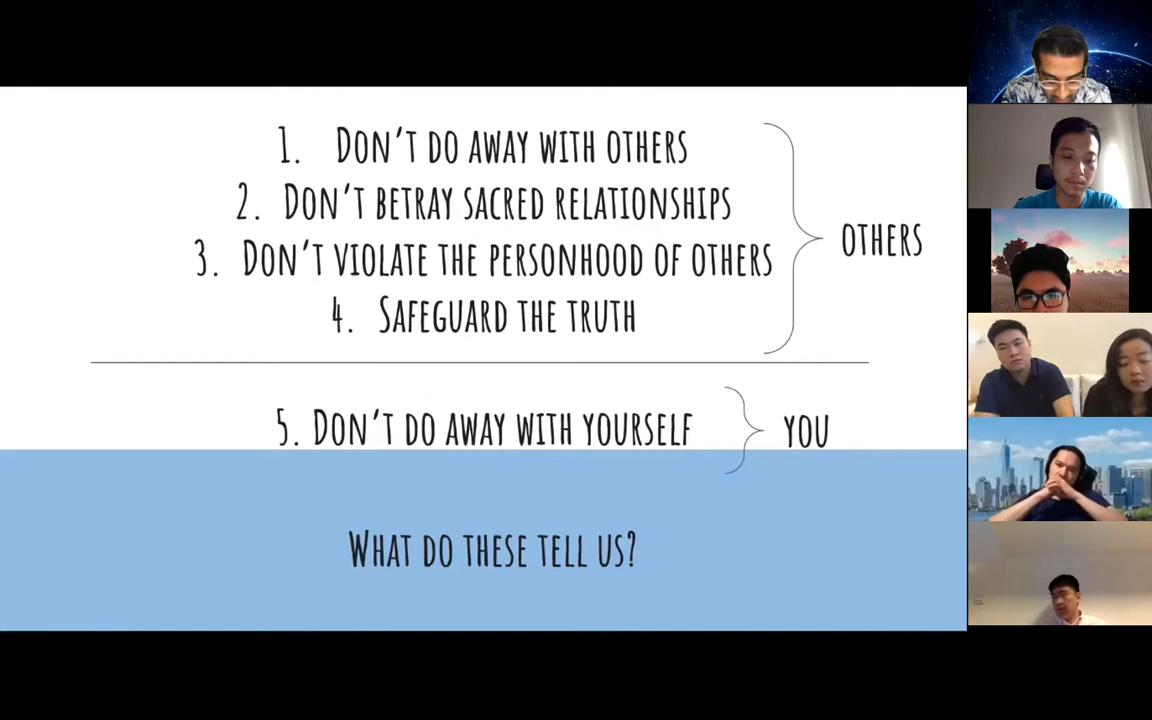 1. DON'T DO AWAY WITH OTHERS
2. DON'T BETRAY SACRED RELATIONSHIPS
3. DON'T VIOLATE THE PERSONHOOD OF OTHERS
4. SAFEGUARD THE TRUTH
OTHERS
5. DON'T DO AWAY WITH YOURSELF
YOU
WHAT DO THESE TELL US?